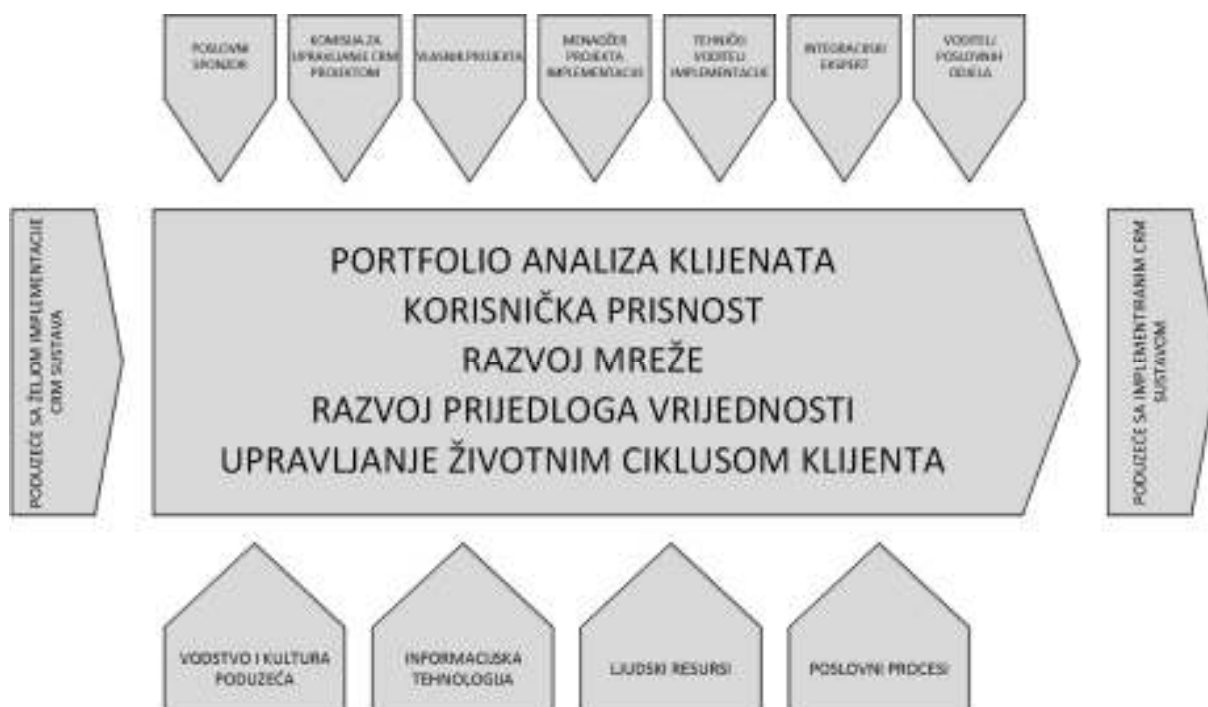 POSLOVNI
SPONZOR
KOMISIJA ZA
UPRAVLJANJE CRM
PROJEKTOM
VLASNIK PROJEKTA
MENADŽER
PROJEKTA
IMPLEMENTACIJE
TEHNIČKI
VODITELJ
IMPLEMENTACIJE
INTEGRACIJSKI
EKSPERT
VODITELJ
POSLOVNIH
ODJELA
PODUZEĆE SA ŽELJOM IMPLEMENTACIJE
CRM SUSTAVA
PORTFOLIO ANALIZA KLIJENATA
KORISNIČKA PRISNOST
RAZVOJ MREŽE
RAZVOJ PRIJEDLOGA VRIJEDNOSTI
UPRAVLJANJE ŽIVOTNIM CIKLUSOM KLIJENTA
PODUZEĆE SA IMPLEMENTIRANIM CRM
SUSTAVOM
VODSTVO I KULTURA
PODUZEĆA
INFORMACIJSKA
TEHNOLOGIJA
LJUDSKI RESURSI
POSLOVNI PROCESI